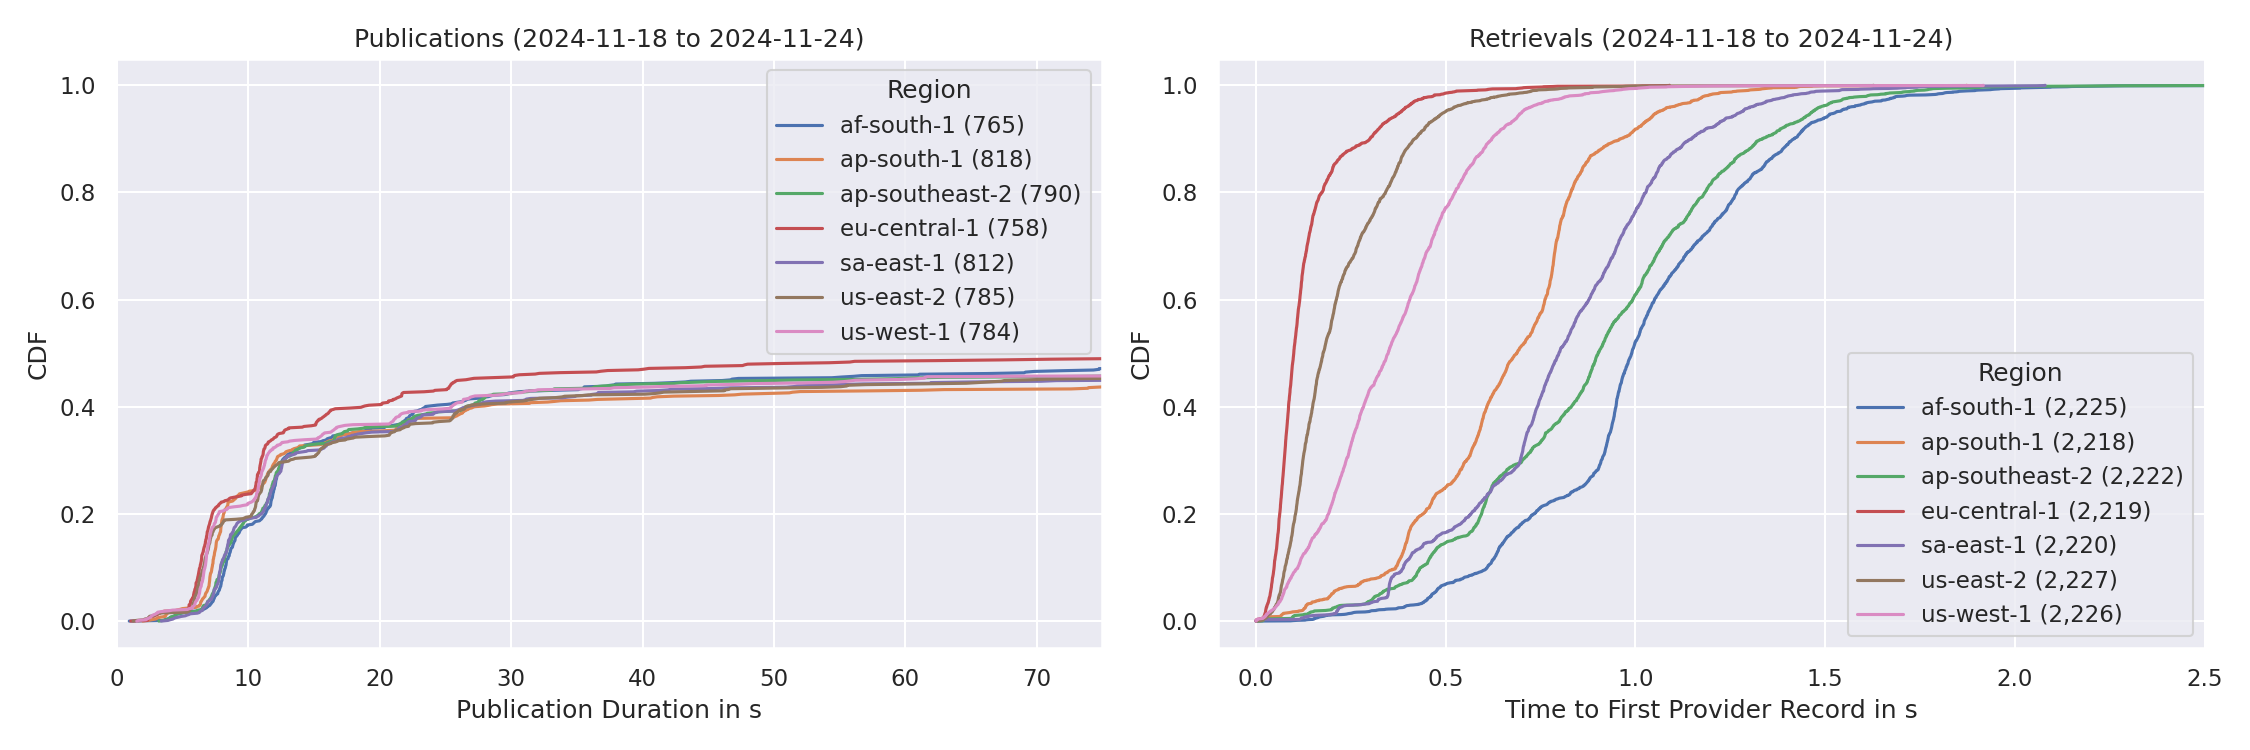 Publications (2024-11-18 to 2024-11-24)
CDF
1.0
0.8
0.6
0.4
0.2
0.0
Region
af-south-1 (765)
ap-south-1 (818)
ap-southeast-2 (790)
eu-central-1 (758)
sa-east-1 (812)
us-east-2 (785)
us-west-1 (784)
0 10 20 30 40 50 60 70
Publication Duration in s
Retrievals (2024-11-18 to 2024-11-24)
CDF
1.0
0.8
0.6
0.4
0.2
0.0
Region
af-south-1 (2,225)
ap-south-1 (2,218)
ap-southeast-2 (2,222)
eu-central-1 (2,219)
sa-east-1 (2,220)
us-east-2 (2,227)
us-west-1 (2,226)
0.0 0.5 1.0 1.5 2.0 2.5
Time to First Provider Record in s